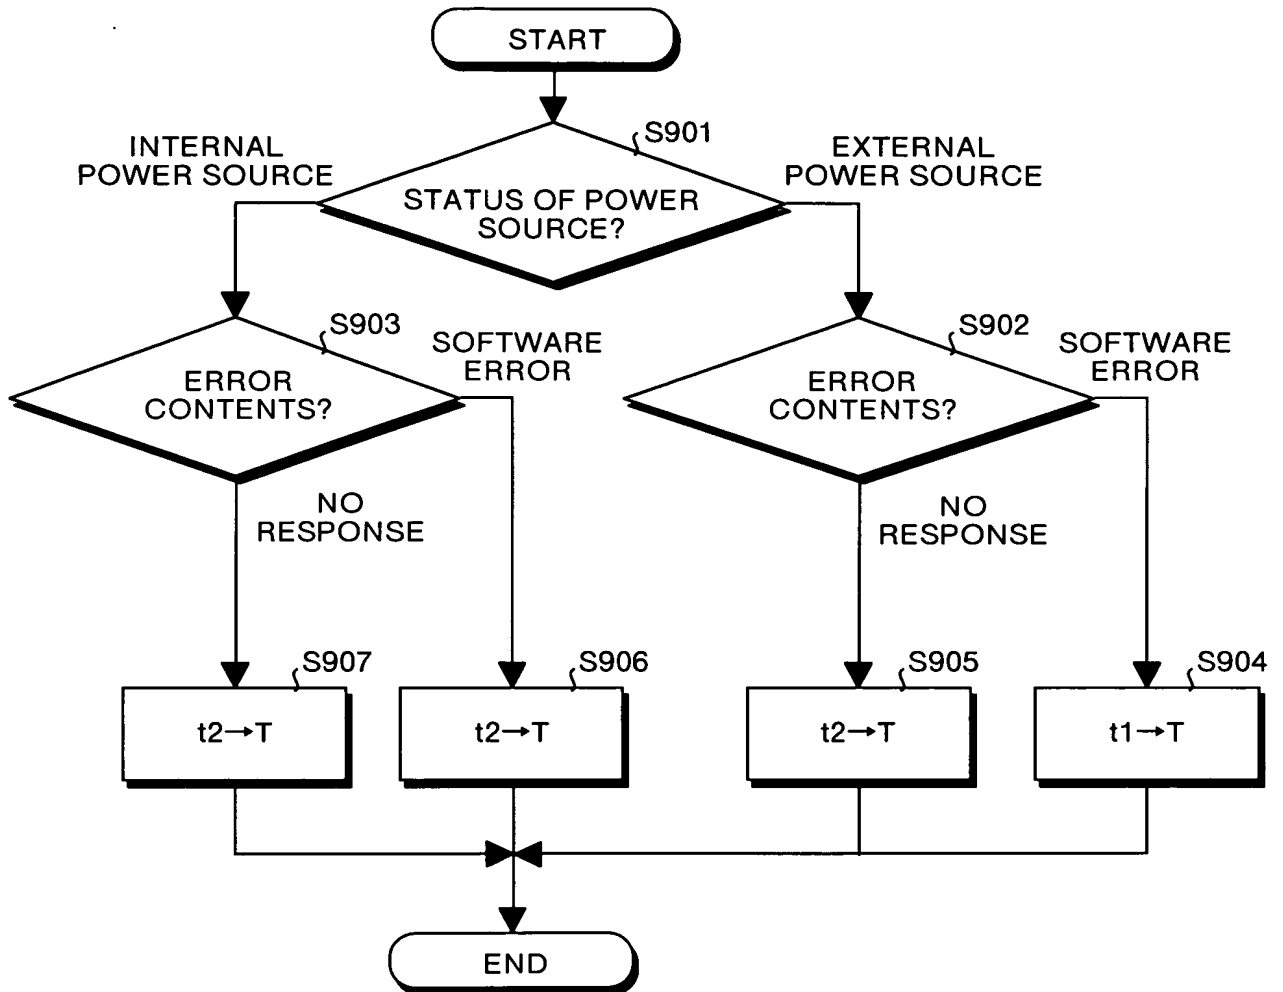 START
S901
INTERNAL
POWER SOURCE
EXTERNAL
POWER SOURCE
STATUS OF POWER
SOURCE?
S903
SOFTWARE
ERROR
S902
SOFTWARE
ERROR
ERROR
CONTENTS?
ERROR
CONTENTS?
NO
RESPONSE
NO
RESPONSE
S907
S906
S905
S904
t2→T
t2→T
t2→T
t1→T
END